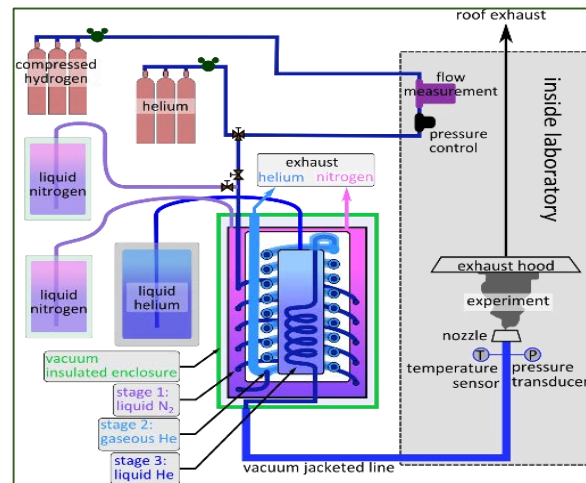 roof exhaust
compressed
hydrogen
helium
flow
measurement
pressure
control
inside laboratory
exhaust
helium nitrogen
liquid
nitrogen
liquid
nitrogen
liquid
helium
exhaust hood
experiment
nozzle
T P
temperature
sensor
pressure
transducer
vacuum
insulated enclosure
stage 1:
liquid N₂
stage 2:
gaseous He
stage 3:
liquid He
vacuum jacketed line